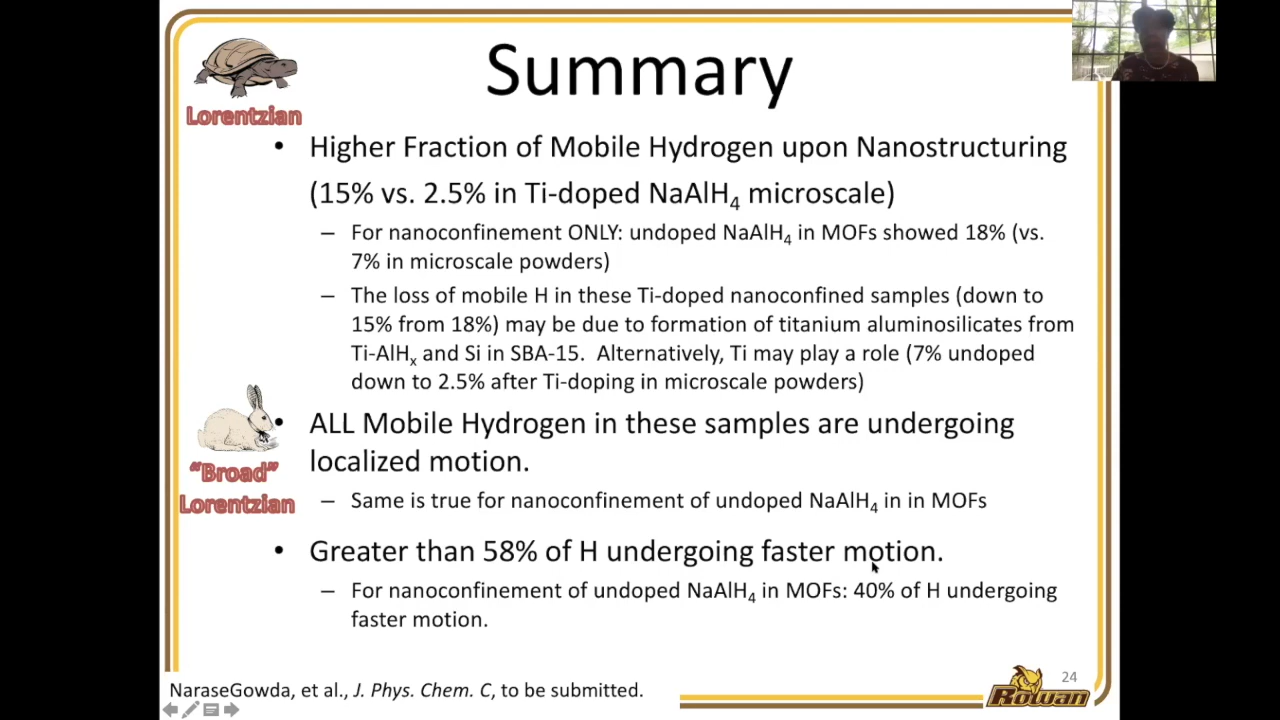 Summary
Lorentzian
• Higher Fraction of Mobile Hydrogen upon Nanostructuring
(15% vs. 2.5% in Ti-doped NaAlH₄ microscale)
– For nanoconfinement ONLY: undoped NaAlH₄ in MOFs showed 18% (vs.
7% in microscale powders)
– The loss of mobile H in these Ti-doped nanoconfined samples (down to
15% from 18%) may be due to formation of titanium aluminosilicates from
Ti-AlHₓ and Si in SBA-15. Alternatively, Ti may play a role (7% undoped
down to 2.5% after Ti-doping in microscale powders)
• ALL Mobile Hydrogen in these samples are undergoing
localized motion.
“Broad”
Lorentzian
– Same is true for nanoconfinement of undoped NaAlH₄ in in MOFs
• Greater than 58% of H undergoing faster motion.
– For nanoconfinement of undoped NaAlH₄ in MOFs: 40% of H undergoing
faster motion.
NaraseGowda, et al., J. Phys. Chem. C, to be submitted.
24
Rowan